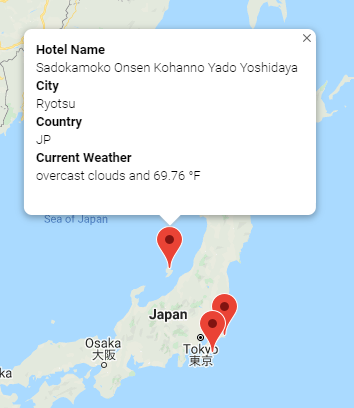 Hotel Name
Sadokamoko Onsen Kohanno Yado Yoshidaya
City
Ryotsu
Country
JP
Current Weather
overcast clouds and 69.76 °F
Sea of Japan
Japan
Osaka
大阪
Tokyo
東京
ka